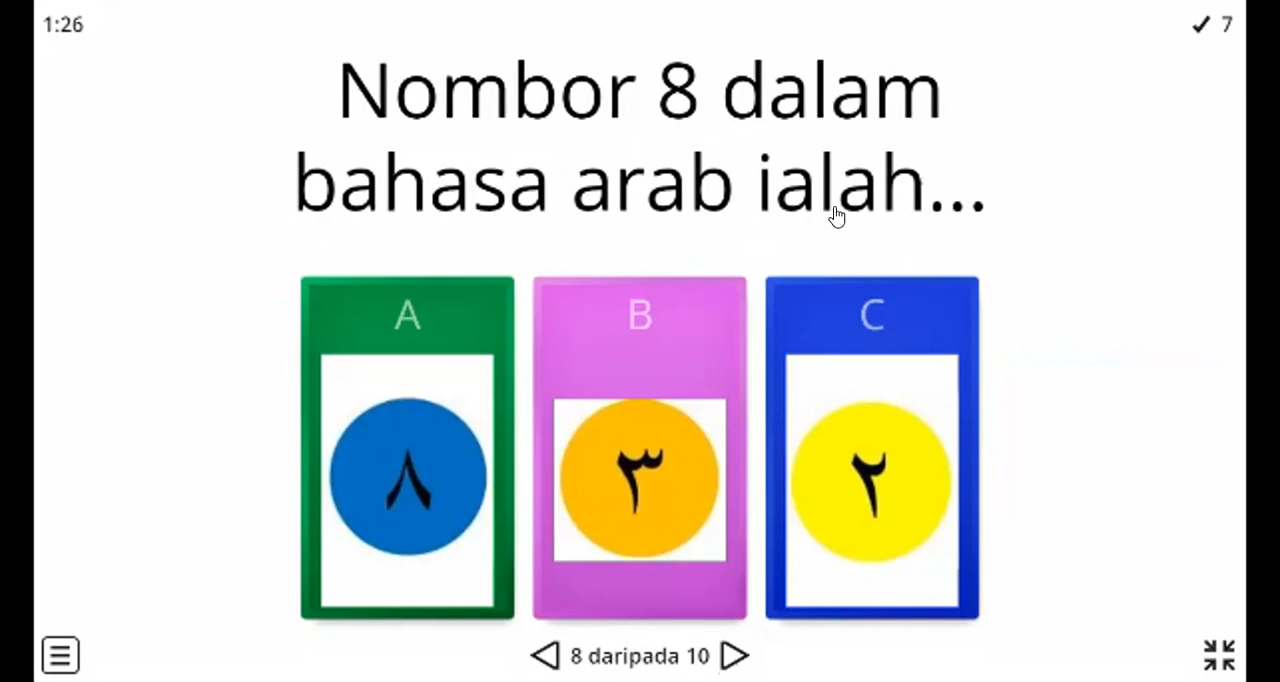 1:26
✓ 7
Nombor 8 dalam
bahasa arab ialah...
A
B
C
٨
٣
٢
8 daripada 10